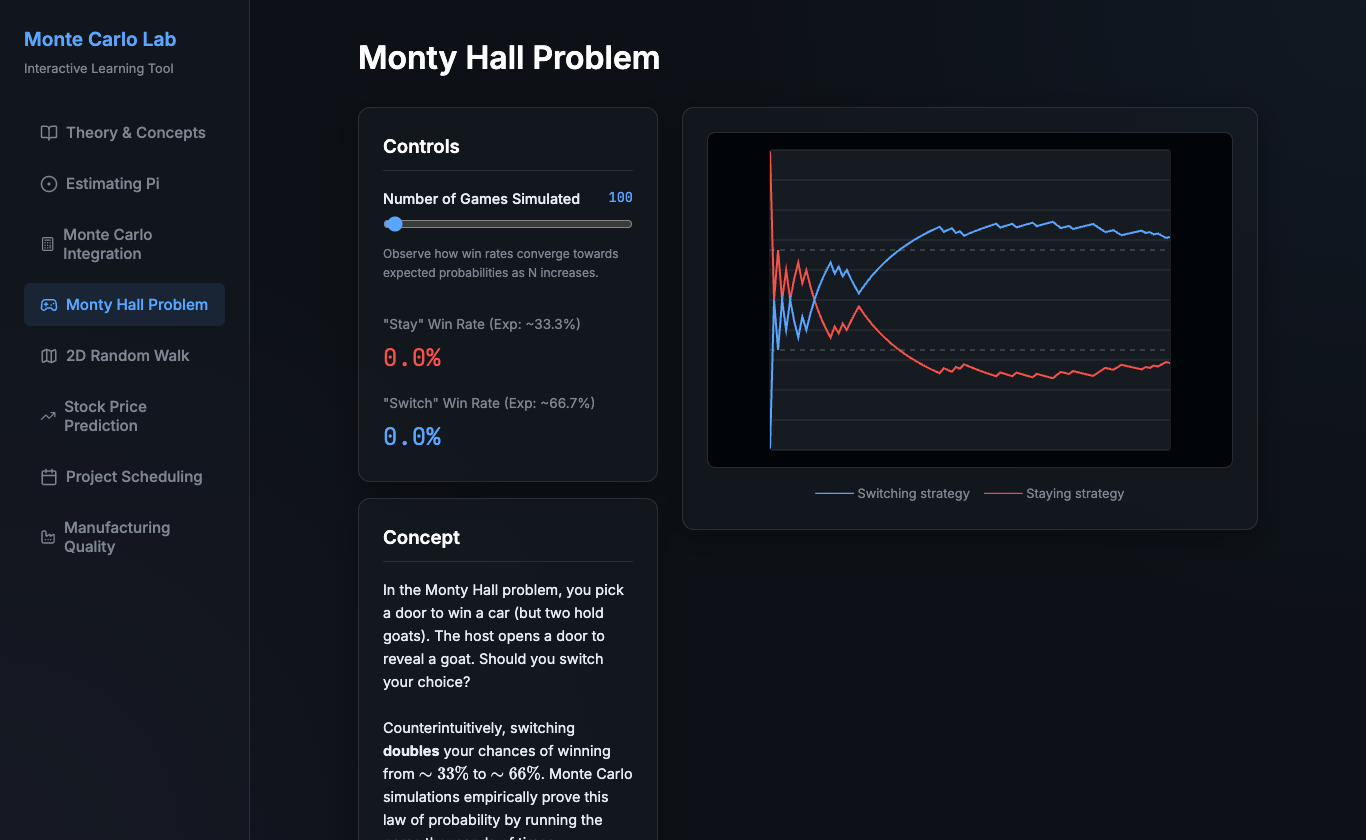 Monte Carlo Lab
Interactive Learning Tool
Theory & Concepts
Estimating Pi
Monte Carlo
Integration
Monty Hall Problem
2D Random Walk
Stock Price
Prediction
Project Scheduling
Manufacturing
Quality
Monty Hall Problem
Controls
Number of Games Simulated 100
Observe how win rates converge towards
expected probabilities as N increases.
"Stay" Win Rate (Exp: ~33.3%)
0.0%
"Switch" Win Rate (Exp: ~66.7%)
0.0%
Concept
In the Monty Hall problem, you pick
a door to win a car (but two hold
goats). The host opens a door to
reveal a goat. Should you switch
your choice?
Counterintuitively, switching
doubles your chances of winning
from ∼ 33% to ∼ 66%. Monte Carlo
simulations empirically prove this
law of probability by running the
Switching strategy
Staying strategy